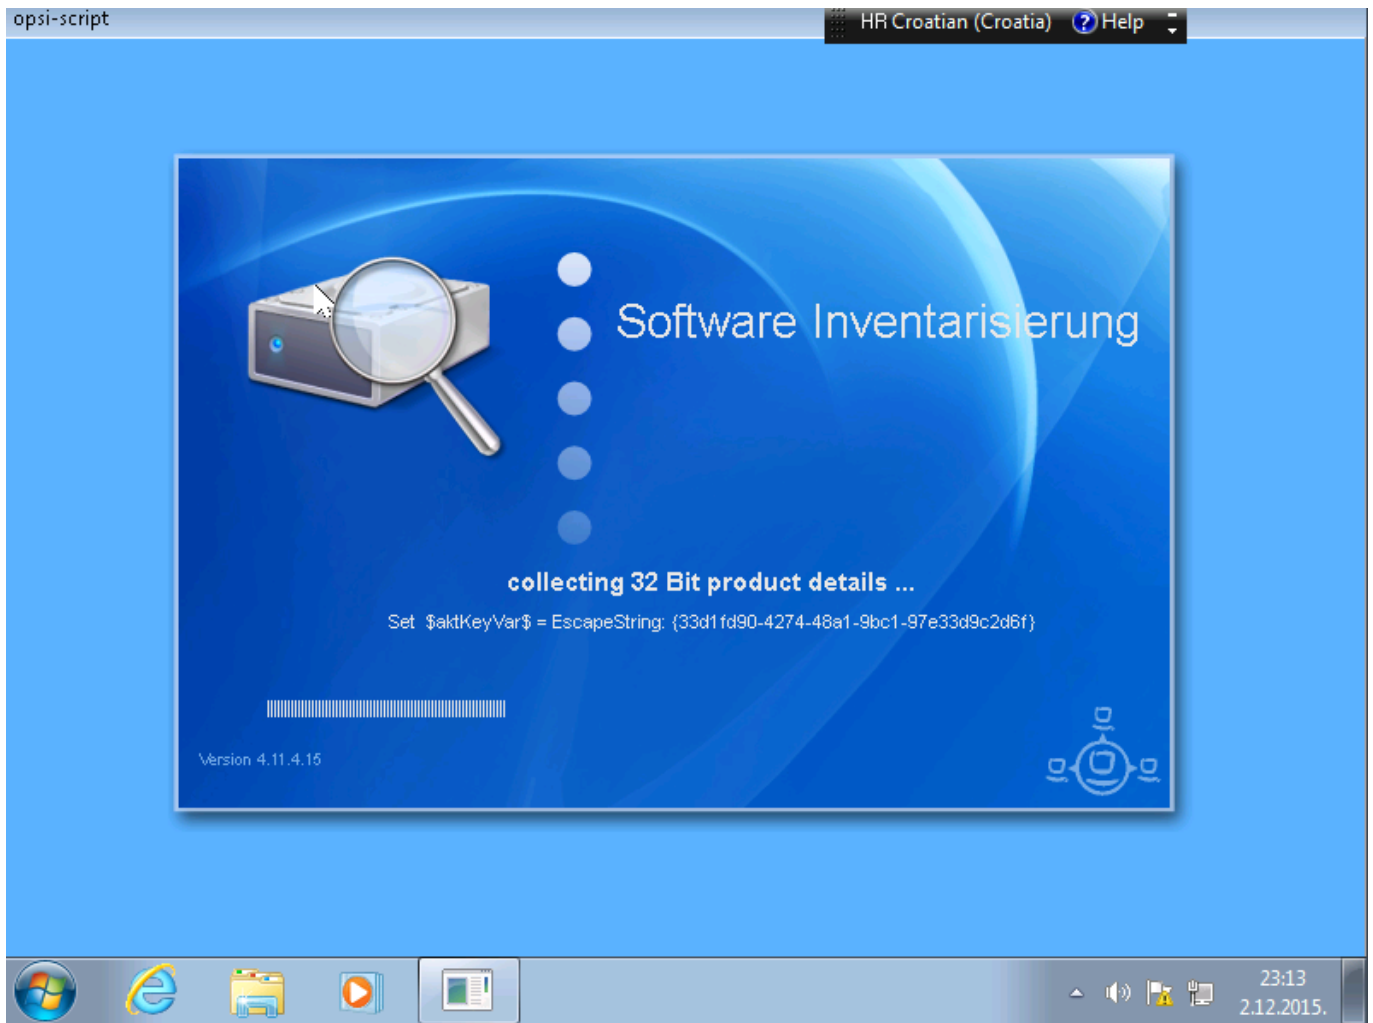 opsi-script
HR Croatian (Croatia) Help
Software Inventarisierung
collecting 32 Bit product details ...
Set $aktKeyVar$ = EscapeString: {33d1fd90-4274-48a1-9bc1-97e33d9c2d6f}
Version 4.11.4.15
23:13
2.12.2015.